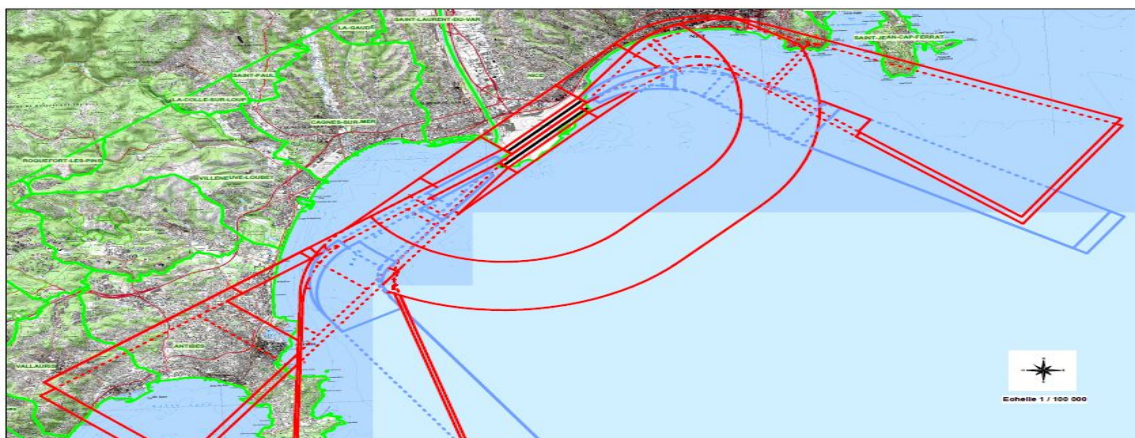 LA-GAUDE
SAINT-LAURENT-DU-VAR
SAINT-JEAN-CAP-FERRAT
SAINT-PAUL
NICE
LA-COLLE-SUR-LOUP
CAGNES-SUR-MER
ROQUEFORT-LES-PINS
VILLENEUVE-LOUBET
ANTIBES
VALLAURIS
Echelle 1 / 100 000